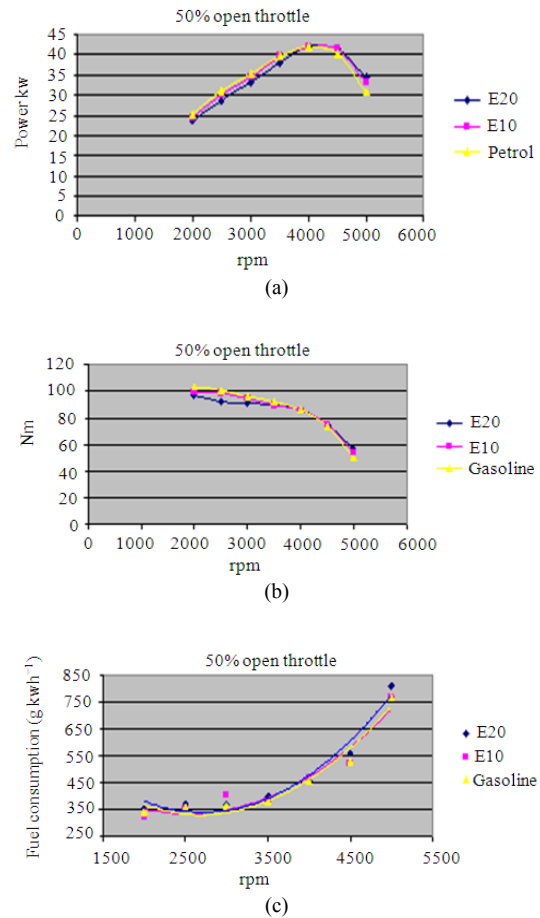 50% open throttle
Power kw
45
40
35
30
25
20
15
10
5
0
0 1000 2000 3000 4000 5000 6000
rpm
E20
E10
Petrol
(a)
50% open throttle
Nm
120
100
80
60
40
20
0
0 1000 2000 3000 4000 5000 6000
rpm
E20
E10
Gasoline
(b)
50% open throttle
Fuel consumption (g kwh⁻¹)
850
750
650
550
450
350
250
1500 2500 3500 4500 5500
rpm
E20
E10
Gasoline
(c)